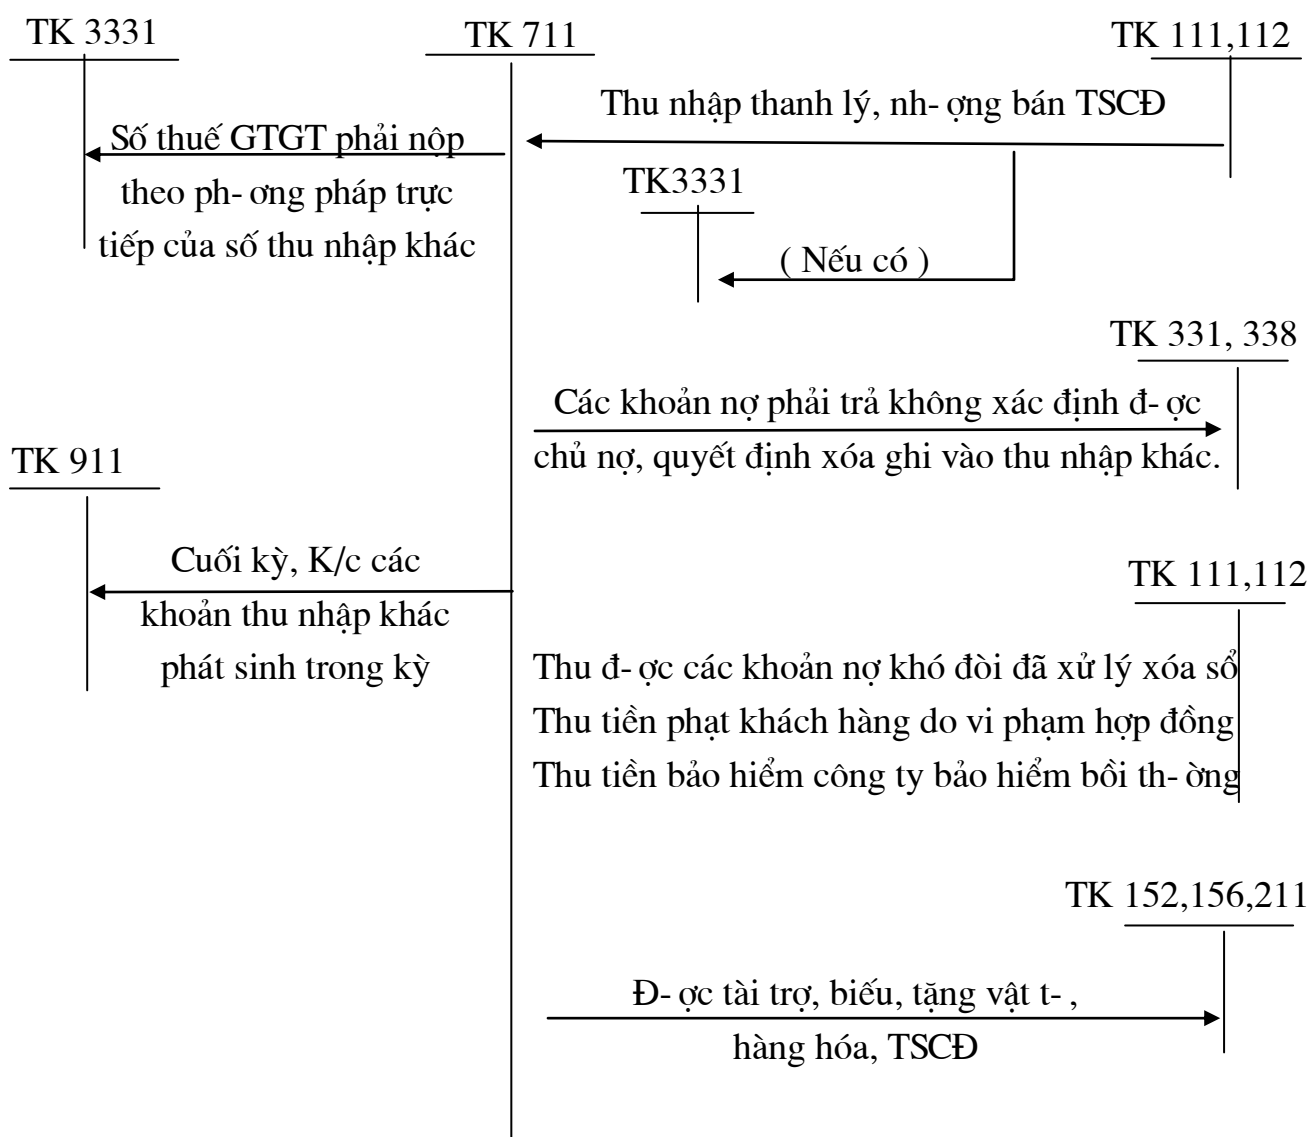 TK 3331
TK 711
TK 111,112
Thu nhập thanh lý, nh- ợng bán TSCĐ
Số thuế GTGT phải nộp
theo ph- ơng pháp trực
tiếp của số thu nhập khác
TK3331
( Nếu có )
TK 331, 338
Các khoản nợ phải trả không xác định đ- ợc
chủ nợ, quyết định xóa ghi vào thu nhập khác.
TK 911
Cuối kỳ, K/c các
khoản thu nhập khác
phát sinh trong kỳ
TK 111,112
Thu đ- ợc các khoản nợ khó đòi đã xử lý xóa sổ
Thu tiền phạt khách hàng do vi phạm hợp đồng
Thu tiền bảo hiểm công ty bảo hiểm bồi th- ờng
TK 152,156,211
Đ- ợc tài trợ, biếu, tặng vật t- ,
hàng hóa, TSCĐ